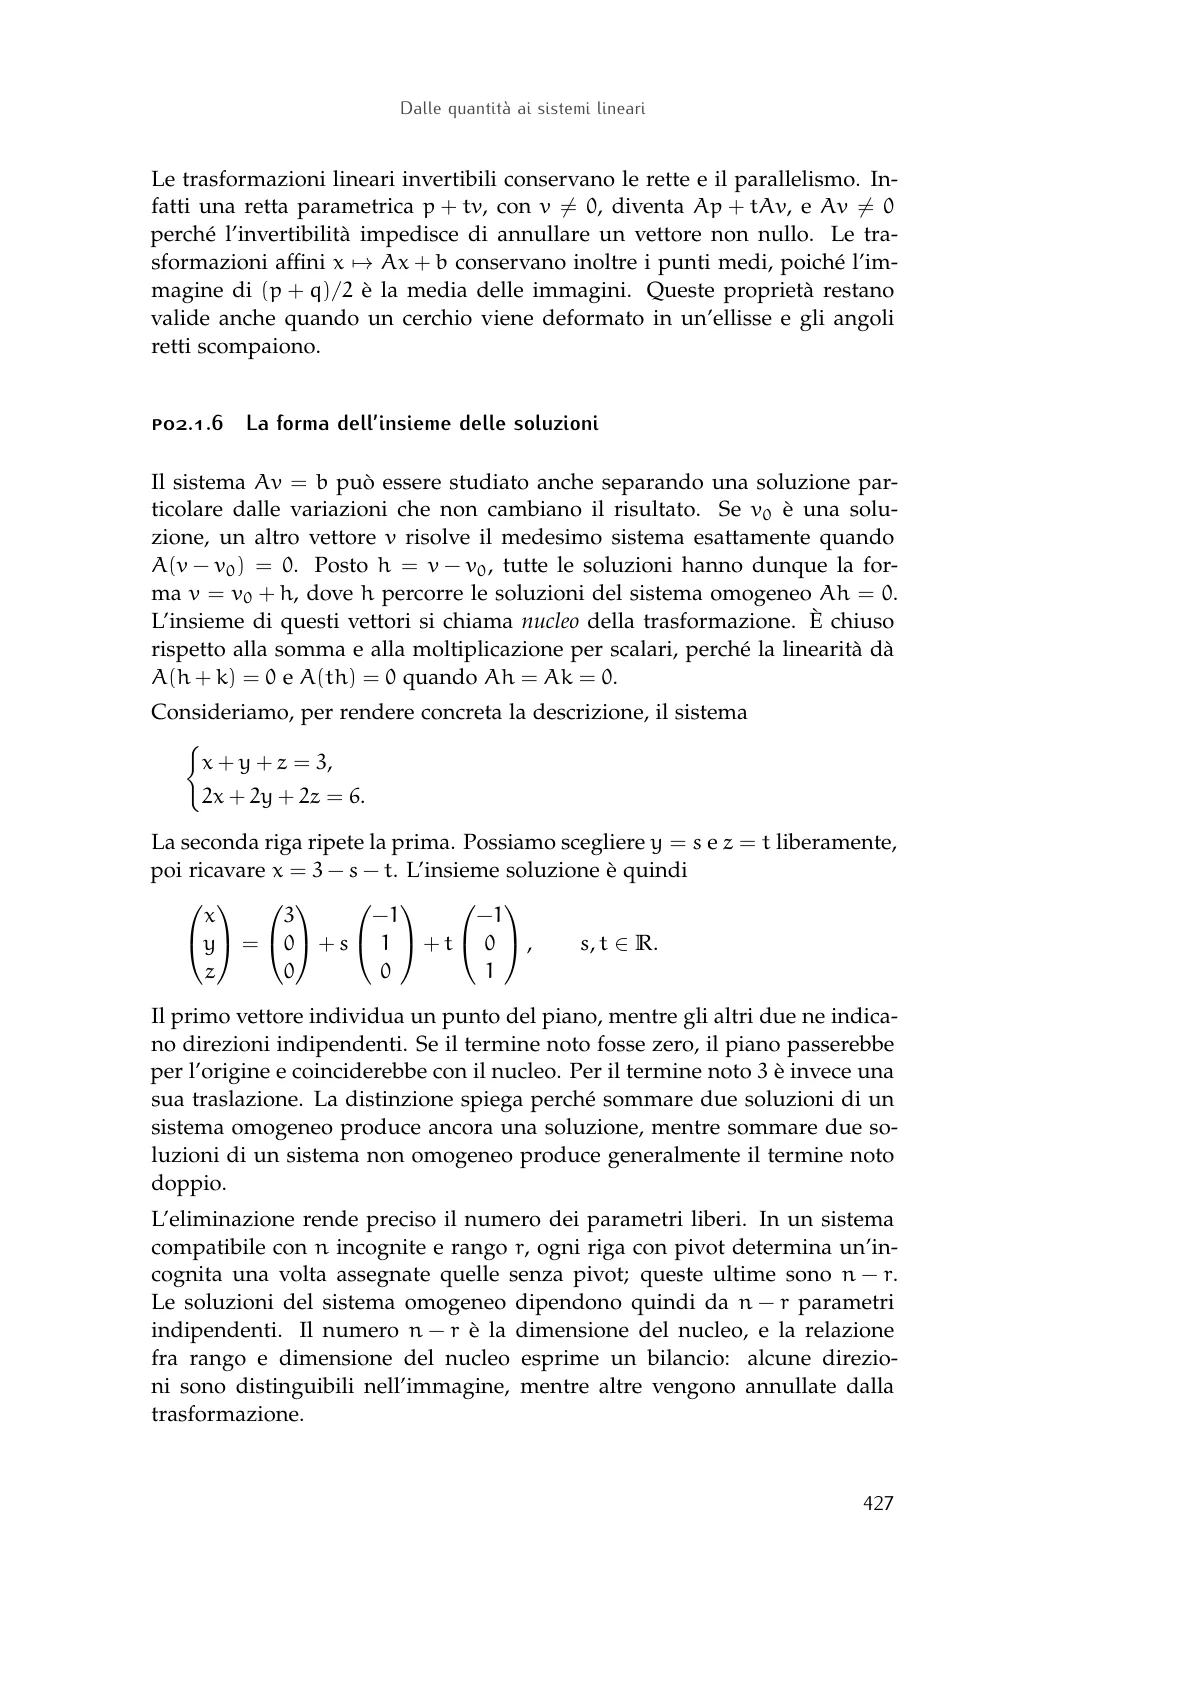 Dalle quantità ai sistemi lineari
Le trasformazioni lineari invertibili conservano le rette e il parallelismo. In-
fatti una retta parametrica p + tv, con v ≠ 0, diventa Ap + tAv, e Av ≠ 0
perché l'invertibilità impedisce di annullare un vettore non nullo. Le tra-
sformazioni affini x ↦ Ax + b conservano inoltre i punti medi, poiché l'im-
magine di (p + q)/2 è la media delle immagini. Queste proprietà restano
valide anche quando un cerchio viene deformato in un'ellisse e gli angoli
retti scompaiono.
P02.1.6 La forma dell'insieme delle soluzioni
Il sistema Av = b può essere studiato anche separando una soluzione par-
ticolare dalle variazioni che non cambiano il risultato. Se v₀ è una solu-
zione, un altro vettore v risolve il medesimo sistema esattamente quando
A(v − v₀) = 0. Posto h = v − v₀, tutte le soluzioni hanno dunque la for-
ma v = v₀ + h, dove h percorre le soluzioni del sistema omogeneo Ah = 0.
L'insieme di questi vettori si chiama nucleo della trasformazione. È chiuso
rispetto alla somma e alla moltiplicazione per scalari, perché la linearità dà
A(h + k) = 0 e A(th) = 0 quando Ah = Ak = 0.
Consideriamo, per rendere concreta la descrizione, il sistema
x + y + z = 3,
2x + 2y + 2z = 6.
La seconda riga ripete la prima. Possiamo scegliere y = s e z = t liberamente,
poi ricavare x = 3 − s − t. L'insieme soluzione è quindi
(x y z) = (3 0 0) + s (−1 1 0) + t (−1 0 1), s, t ∈ ℝ.
Il primo vettore individua un punto del piano, mentre gli altri due ne indica-
no direzioni indipendenti. Se il termine noto fosse zero, il piano passerebbe
per l'origine e coinciderebbe con il nucleo. Per il termine noto 3 è invece una
sua traslazione. La distinzione spiega perché sommare due soluzioni di un
sistema omogeneo produce ancora una soluzione, mentre sommare due so-
luzioni di un sistema non omogeneo produce generalmente il termine noto
doppio.
L'eliminazione rende preciso il numero dei parametri liberi. In un sistema
compatibile con n incognite e rango r, ogni riga con pivot determina un'in-
cognita una volta assegnate quelle senza pivot; queste ultime sono n − r.
Le soluzioni del sistema omogeneo dipendono quindi da n − r parametri
indipendenti. Il numero n − r è la dimensione del nucleo, e la relazione
fra rango e dimensione del nucleo esprime un bilancio: alcune direzio-
ni sono distinguibili nell'immagine, mentre altre vengono annullate dalla
trasformazione.
427